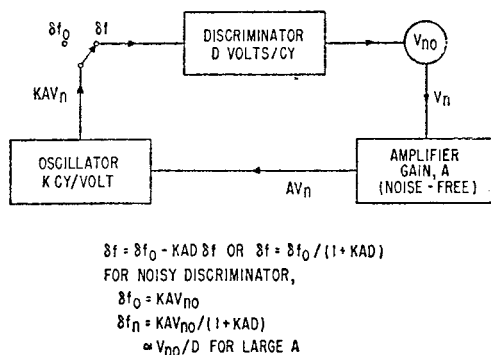 δf₀ δf
DISCRIMINATOR
D VOLTS/CY
Vno
KAVn
Vn
OSCILLATOR
K CY/VOLT
AVn
AMPLIFIER
GAIN, A
(NOISE-FREE)
δf = δf₀ - KAD δf OR δf = δf₀/(1+KAD)
FOR NOISY DISCRIMINATOR,
δf₀ = KAVno
δfn = KAVno/(1+KAD)
≃ Vno/D FOR LARGE A